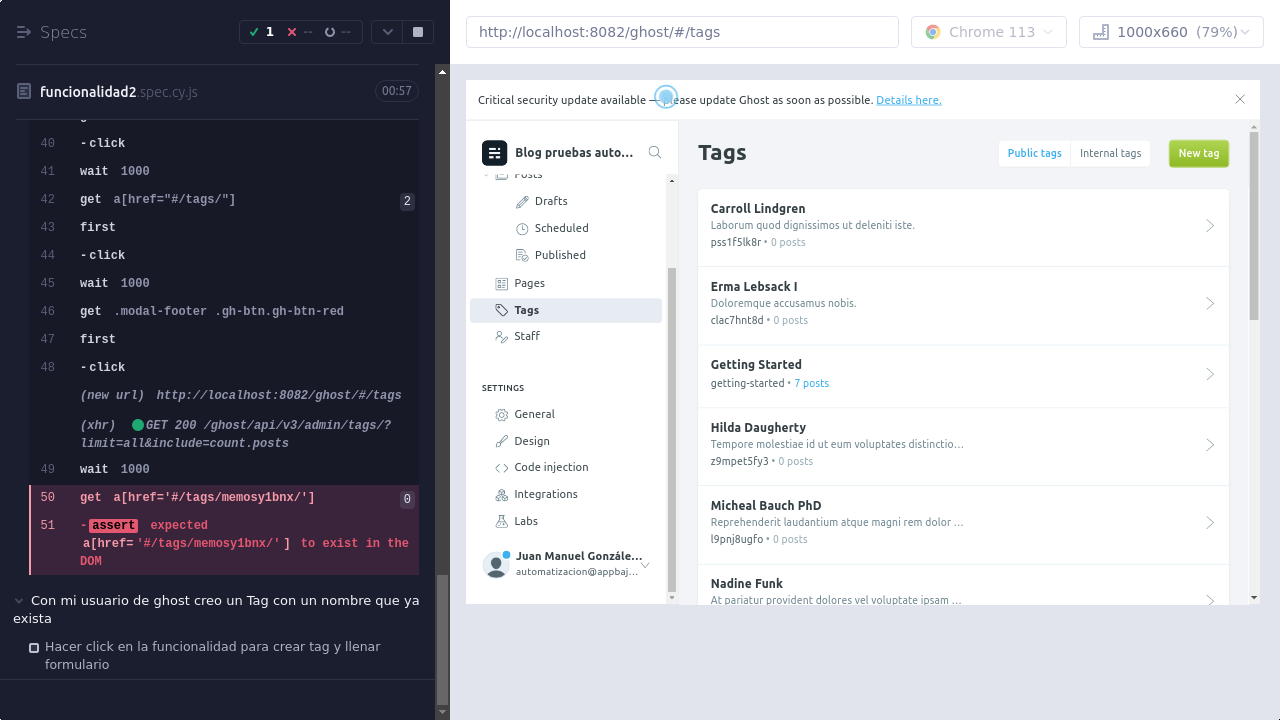 Specs
1
--
--
http://localhost:8082/ghost/#/tags
Chrome 113
1000x660 (79%)
funcionalidad2.spec.cy.js
00:57
40 -click
41 wait 1000
42 get a[href="#/tags/"] 2
43 first
44 -click
45 wait 1000
46 get .modal-footer .gh-btn.gh-btn-red
47 first
48 -click
(new url) http://localhost:8082/ghost/#/tags
(xhr) GET 200 /ghost/api/v3/admin/tags/?
limit=all&include=count.posts
49 wait 1000
50 get a[href='#/tags/memosy1bnx/'] 0
51 -assert expected
a[href='#/tags/memosy1bnx/'] to exist in the
DOM
Con mi usuario de ghost creo un Tag con un nombre que ya
exista
Hacer click en la funcionalidad para crear tag y llenar
formulario
Critical security update available — please update Ghost as soon as possible. Details here.
Blog pruebas auto...
Posts
Drafts
Scheduled
Published
Pages
Tags
Staff
SETTINGS
General
Design
Code injection
Integrations
Labs
Juan Manuel Gonzále...
automatizacion@appbaj...
Tags
Public tags
Internal tags
New tag
Carroll Lindgren
Laborum quod dignissimos ut deleniti iste.
pss1f5lk8r • 0 posts
Erma Lebsack I
Doloremque accusamus nobis.
clac7hnt8d • 0 posts
Getting Started
getting-started • 7 posts
Hilda Daugherty
Tempore molestiae id ut eum voluptates distinctio...
z9mpet5fy3 • 0 posts
Micheal Bauch PhD
Reprehenderit laudantium atque magni rem dolor ...
l9pnj8ugfo • 0 posts
Nadine Funk
At pariatur provident dolores vel voluptate ipsam ...